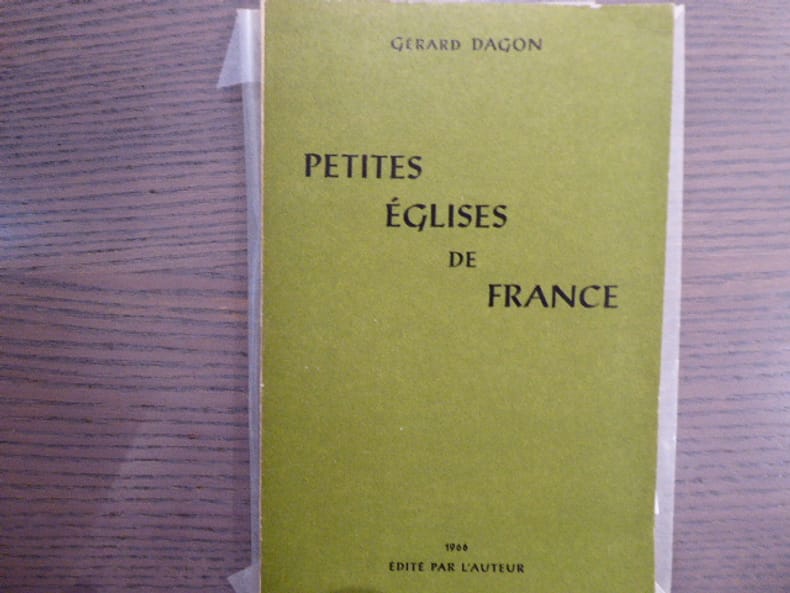 GÉRARD DAGON
PETITES
ÉGLISES
DE
FRANCE
1966
ÉDITÉ PAR L'AUTEUR